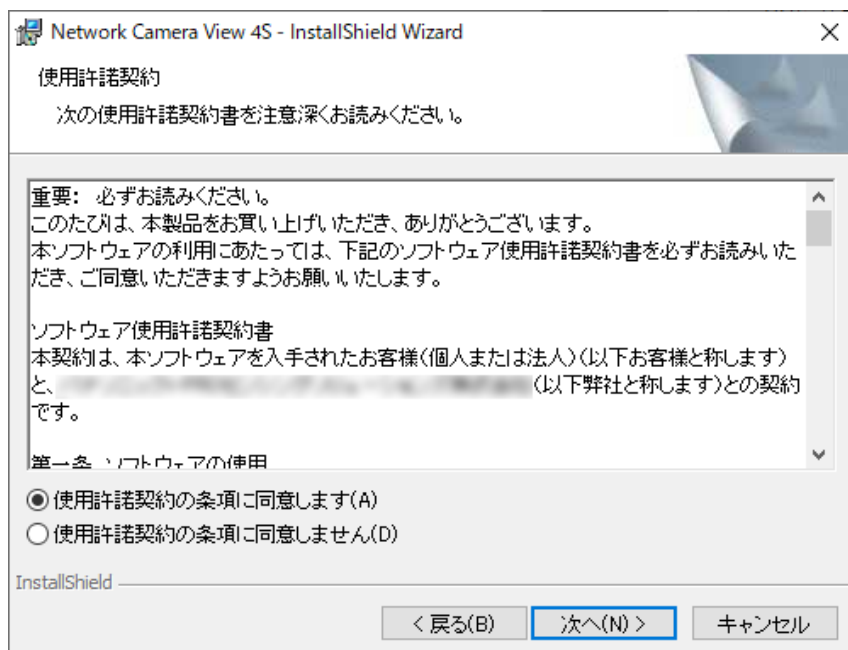 Network Camera View 4S - InstallShield Wizard
使用許諾契約
次の使用許諾契約書を注意深くお読みください。
重要: 必ずお読みください。
このたびは、本製品をお買い上げいただき、ありがとうございます。
本ソフトウェアの利用にあたっては、下記のソフトウェア使用許諾契約書を必ずお読みいた
だき、ご同意いただきますようお願いいたします。
ソフトウェア使用許諾契約書
本契約は、本ソフトウェアを入手されたお客様(個人または法人)(以下お客様と称します)
と、(以下弊社と称します)との契約
です。
第一条 ソフトウェアの使用
使用許諾契約の条項に同意します(A)
使用許諾契約の条項に同意しません(D)
InstallShield
< 戻る(B)
次へ(N) >
キャンセル